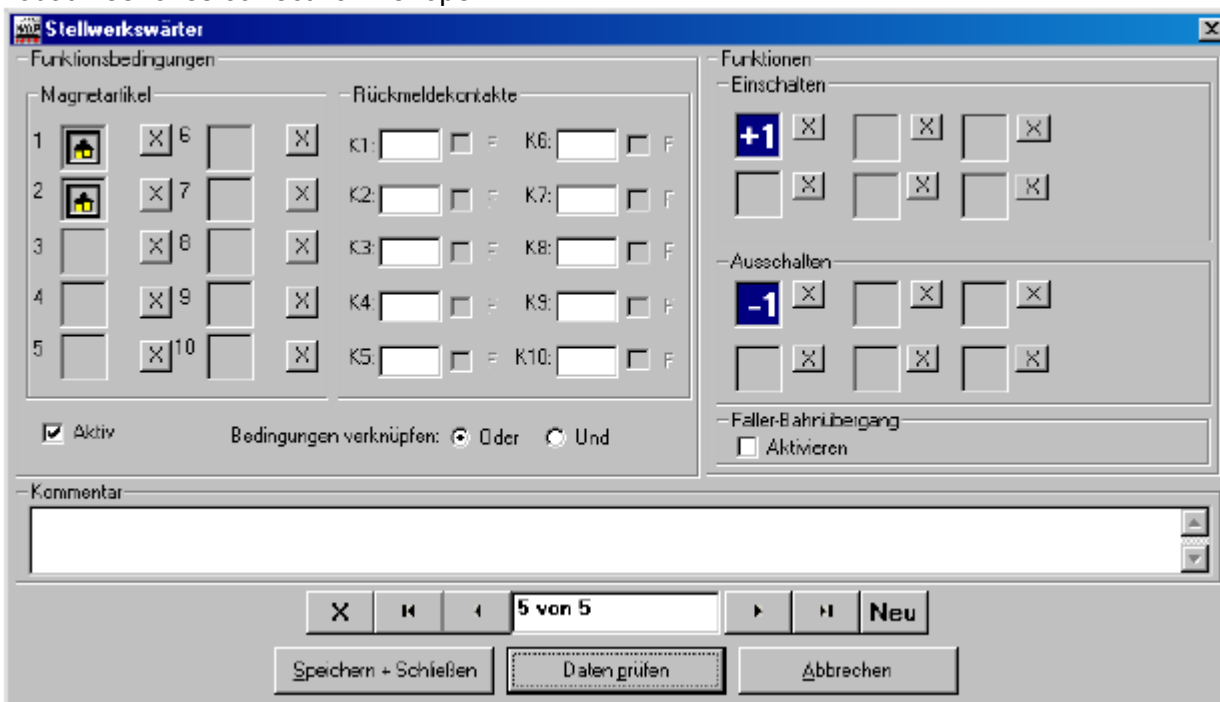 Stellwerkswärter
Funktionsbedingungen
Magnetartikel
1 X 6 X
2 X 7 X
3 X 8 X
4 X 9 X
5 X 10 X
Rückmeldekontakte
K1: F K6: F
K2: F K7: F
K3: F K8: F
K4: F K9: F
K5: F K10: F
Aktiv Bedingungen verknüpfen: Oder Und
Funktionen
Einschalten
+1 X X X
X X X
Ausschalten
-1 X X X
X X X
Faller-Bahnübergang
Aktivieren
Kommentar
X 5 von 5 Neu
Speichern + Schließen Daten prüfen Abbrechen